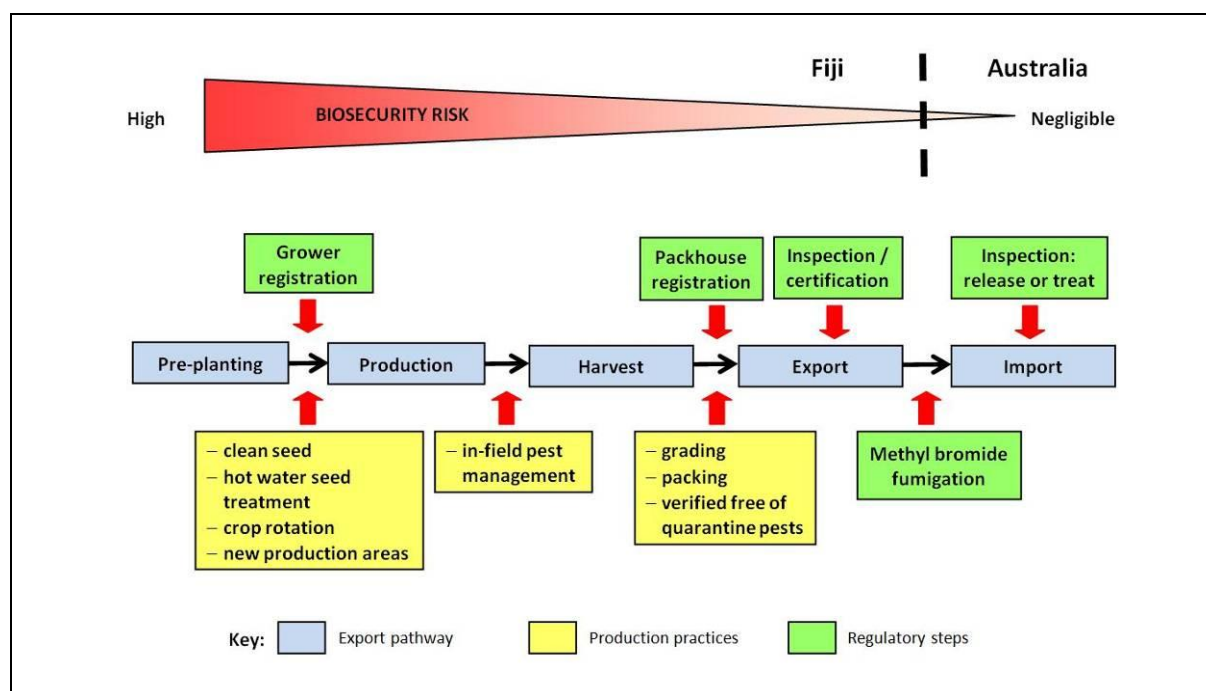 Fiji
Australia
High
BIOSECURITY RISK
Negligible
Grower
registration
Packhouse
registration
Inspection /
certification
Inspection:
release or treat
Pre-planting
Production
Harvest
Export
Import
– clean seed
– hot water seed
treatment
– crop rotation
– new production areas
– in-field pest
management
– grading
– packing
– verified free of
quarantine pests
Methyl bromide
fumigation
Key:
Export pathway
Production practices
Regulatory steps